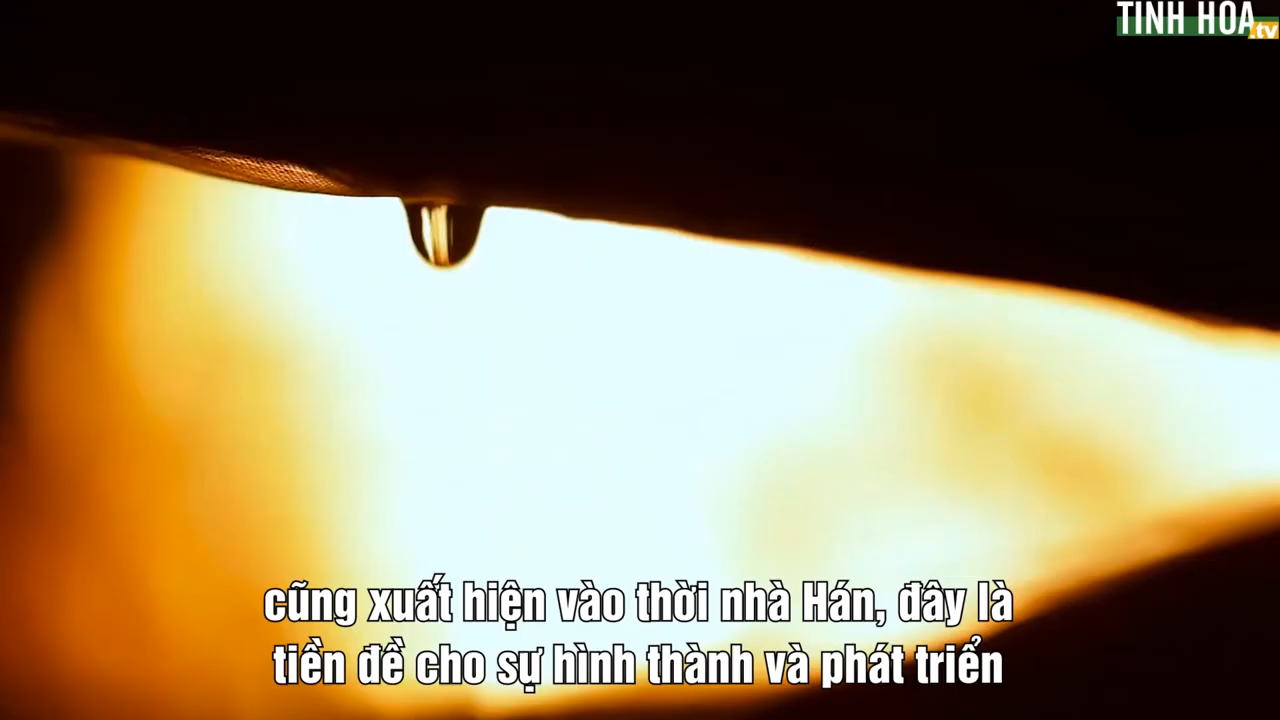 TINH HOA
.tv
cũng xuất hiện vào thời nhà Hán, đây là
tiền đề cho sự hình thành và phát triển